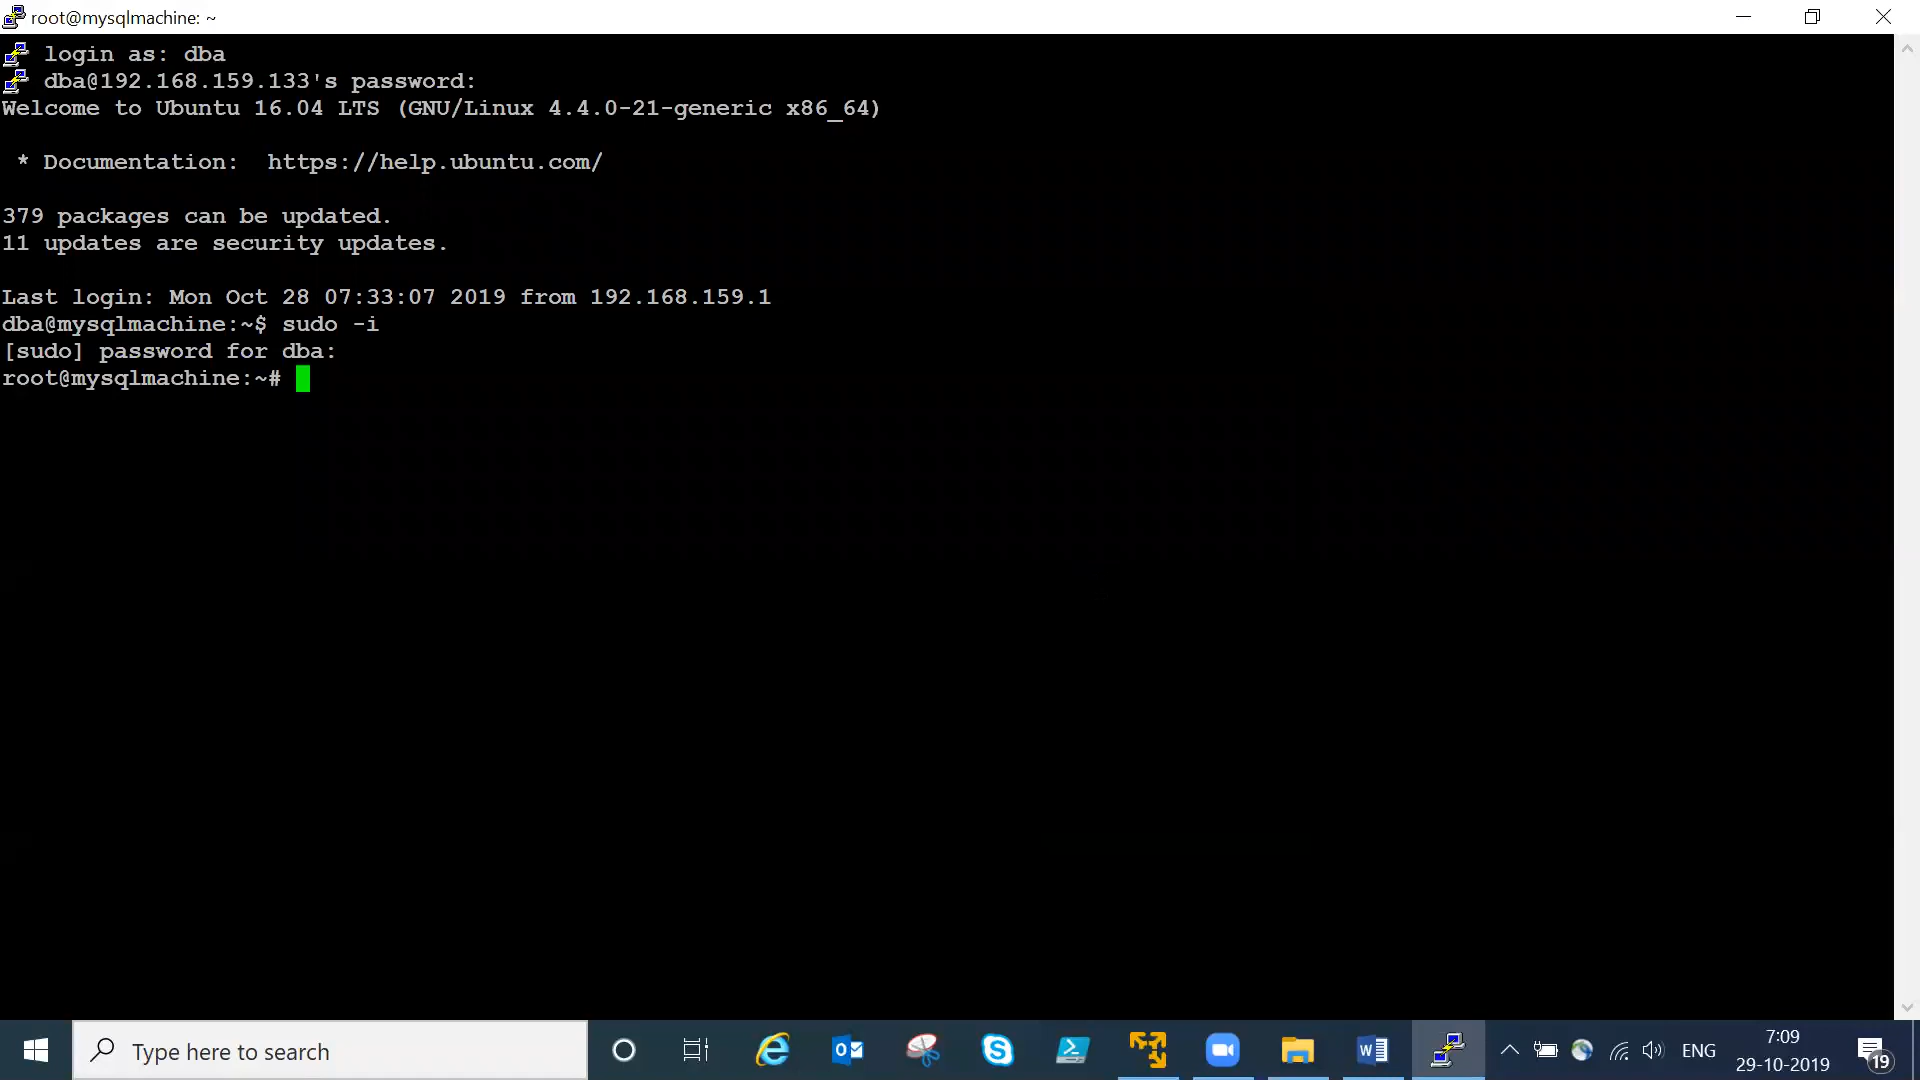 root@mysqlmachine: ~
login as: dba
dba@192.168.159.133's password:
Welcome to Ubuntu 16.04 LTS (GNU/Linux 4.4.0-21-generic x86_64)
* Documentation:  https://help.ubuntu.com/
379 packages can be updated.
11 updates are security updates.
Last login: Mon Oct 28 07:33:07 2019 from 192.168.159.1
dba@mysqlmachine:~$ sudo -i
[sudo] password for dba:
root@mysqlmachine:~#
Type here to search
ENG
7:09
29-10-2019
19